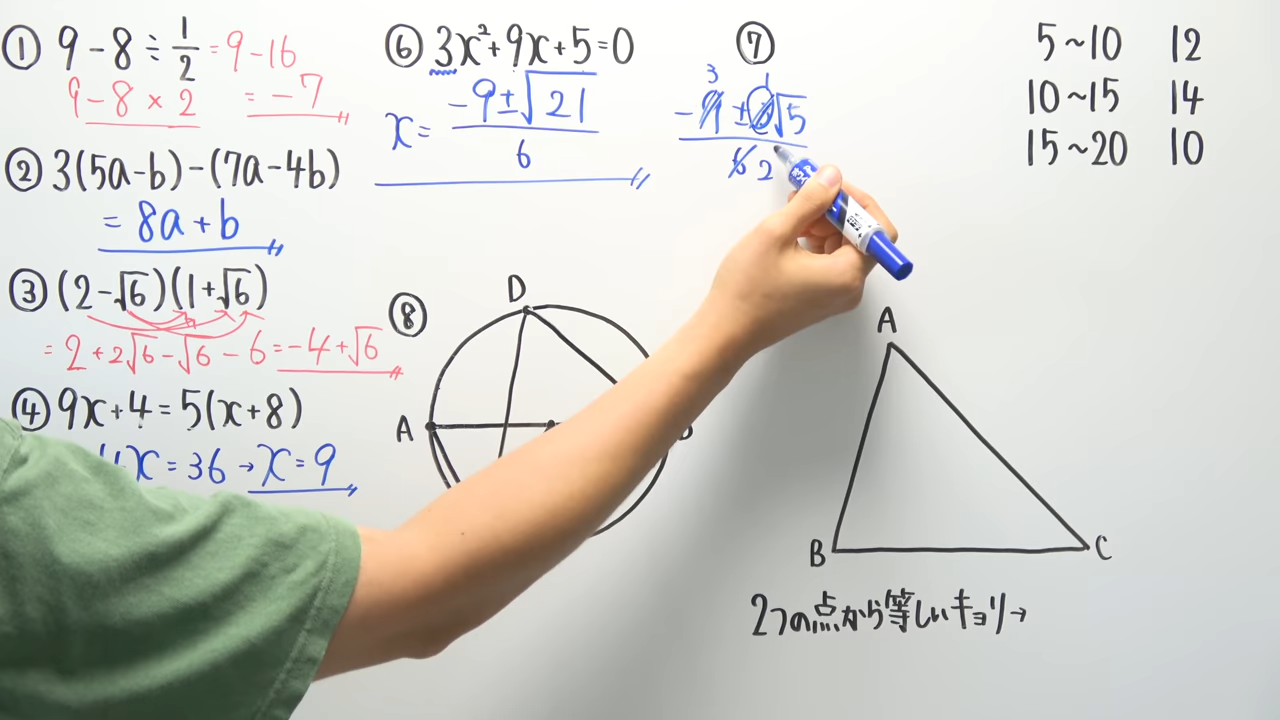 ① 9-8÷1/2=9-16
9-8×2 =-7
② 3(5a-b)-(7a-4b)
=8a+b
③ (2-√6)(1+√6)
=2+2√6-√6-6=-4+√6
④ 9x+4=5(x+8)
4x=36→x=9
⑥ 3x²+9x+5=0
x=(-9±√21)/6
⑦
3 1
-9±√5
6 2
5~10 12
10~15 14
15~20 10
⑧
D
A
B
A
B
C
2つの点から等しいキョリ→